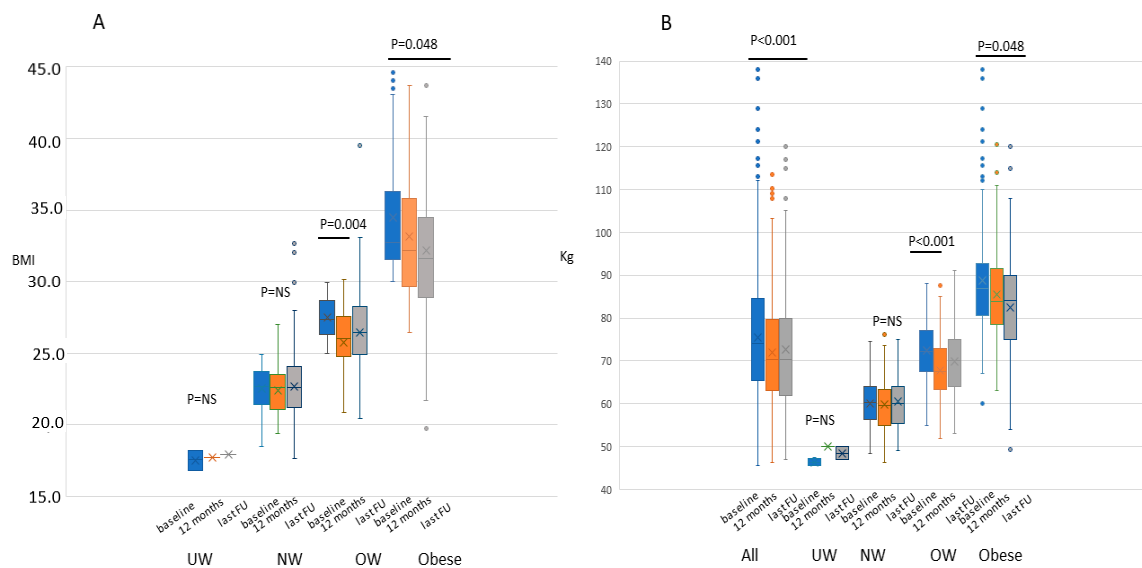 A
B
P=0.048
P<0.001
P=0.048
45.0
40.0
35.0
30.0
25.0
20.0
15.0
BMI
P=NS
P=NS
P=0.004
baseline
12 months
last FU
baseline
12 months
last FU
baseline
12 months
last FU
baseline
12 months
last FU
UW
NW
OW
Obese
140
130
120
110
100
90
80
70
60
50
40
Kg
P=NS
P=NS
P<0.001
baseline
12 months
last FU
baseline
12 months
last FU
baseline
12 months
last FU
baseline
12 months
last FU
baseline
12 months
last FU
All
UW
NW
OW
Obese